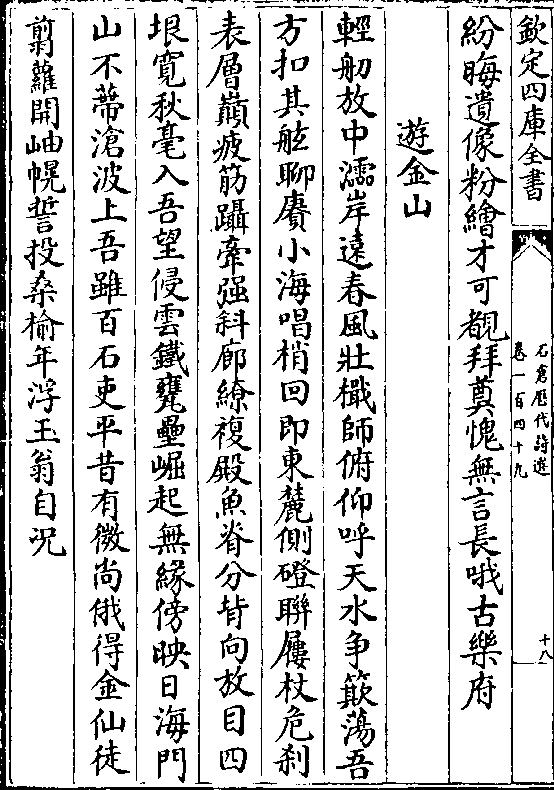 欽定四庫全書
石倉歷代詩選
卷一百四十九
十八
紛晦遺像粉繪才可覩拜奠愧無言長哦古樂府
遊金山
輕舠放中濡岸遠春風壯檝師俯仰呼天水争簸蕩吾
方扣其舷聊賡小海唱梢回即東麓側磴聯屨杖危刹
表層巔疲筋躡牽强斜廊繚複殿魚脊分背向放目四
垠寛秋毫入吾望侵雲鐵甕壘崛起無緣傍映日海門
山不蔕滄波上吾雖百石吏平昔有微尚俄得金仙徒
翦蘿開岫幌誓投桑榆年浮玉翁自況